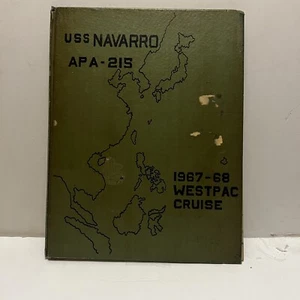 USS NAVARRO
APA-215
1967-68
WESTPAC
CRUISE